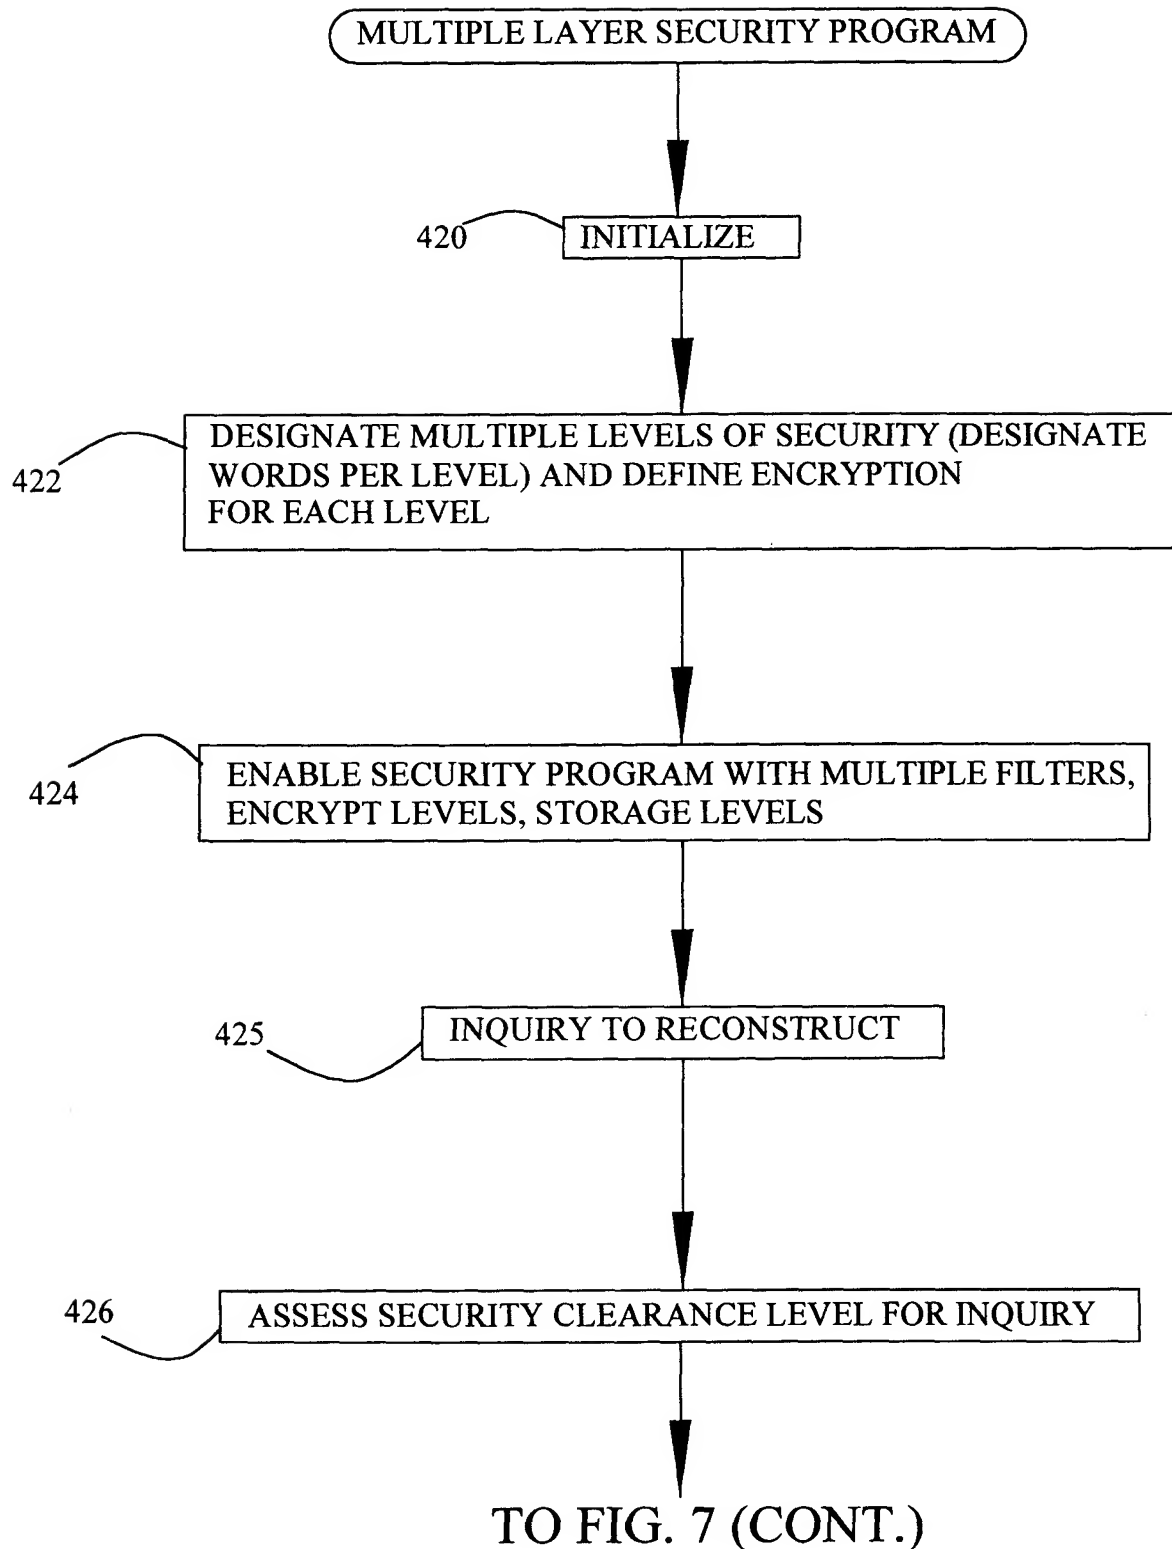 MULTIPLE LAYER SECURITY PROGRAM
420
INITIALIZE
422
DESIGNATE MULTIPLE LEVELS OF SECURITY (DESIGNATE
WORDS PER LEVEL) AND DEFINE ENCRYPTION
FOR EACH LEVEL
424
ENABLE SECURITY PROGRAM WITH MULTIPLE FILTERS,
ENCRYPT LEVELS, STORAGE LEVELS
425
INQUIRY TO RECONSTRUCT
426
ASSESS SECURITY CLEARANCE LEVEL FOR INQUIRY
TO FIG. 7 (CONT.)